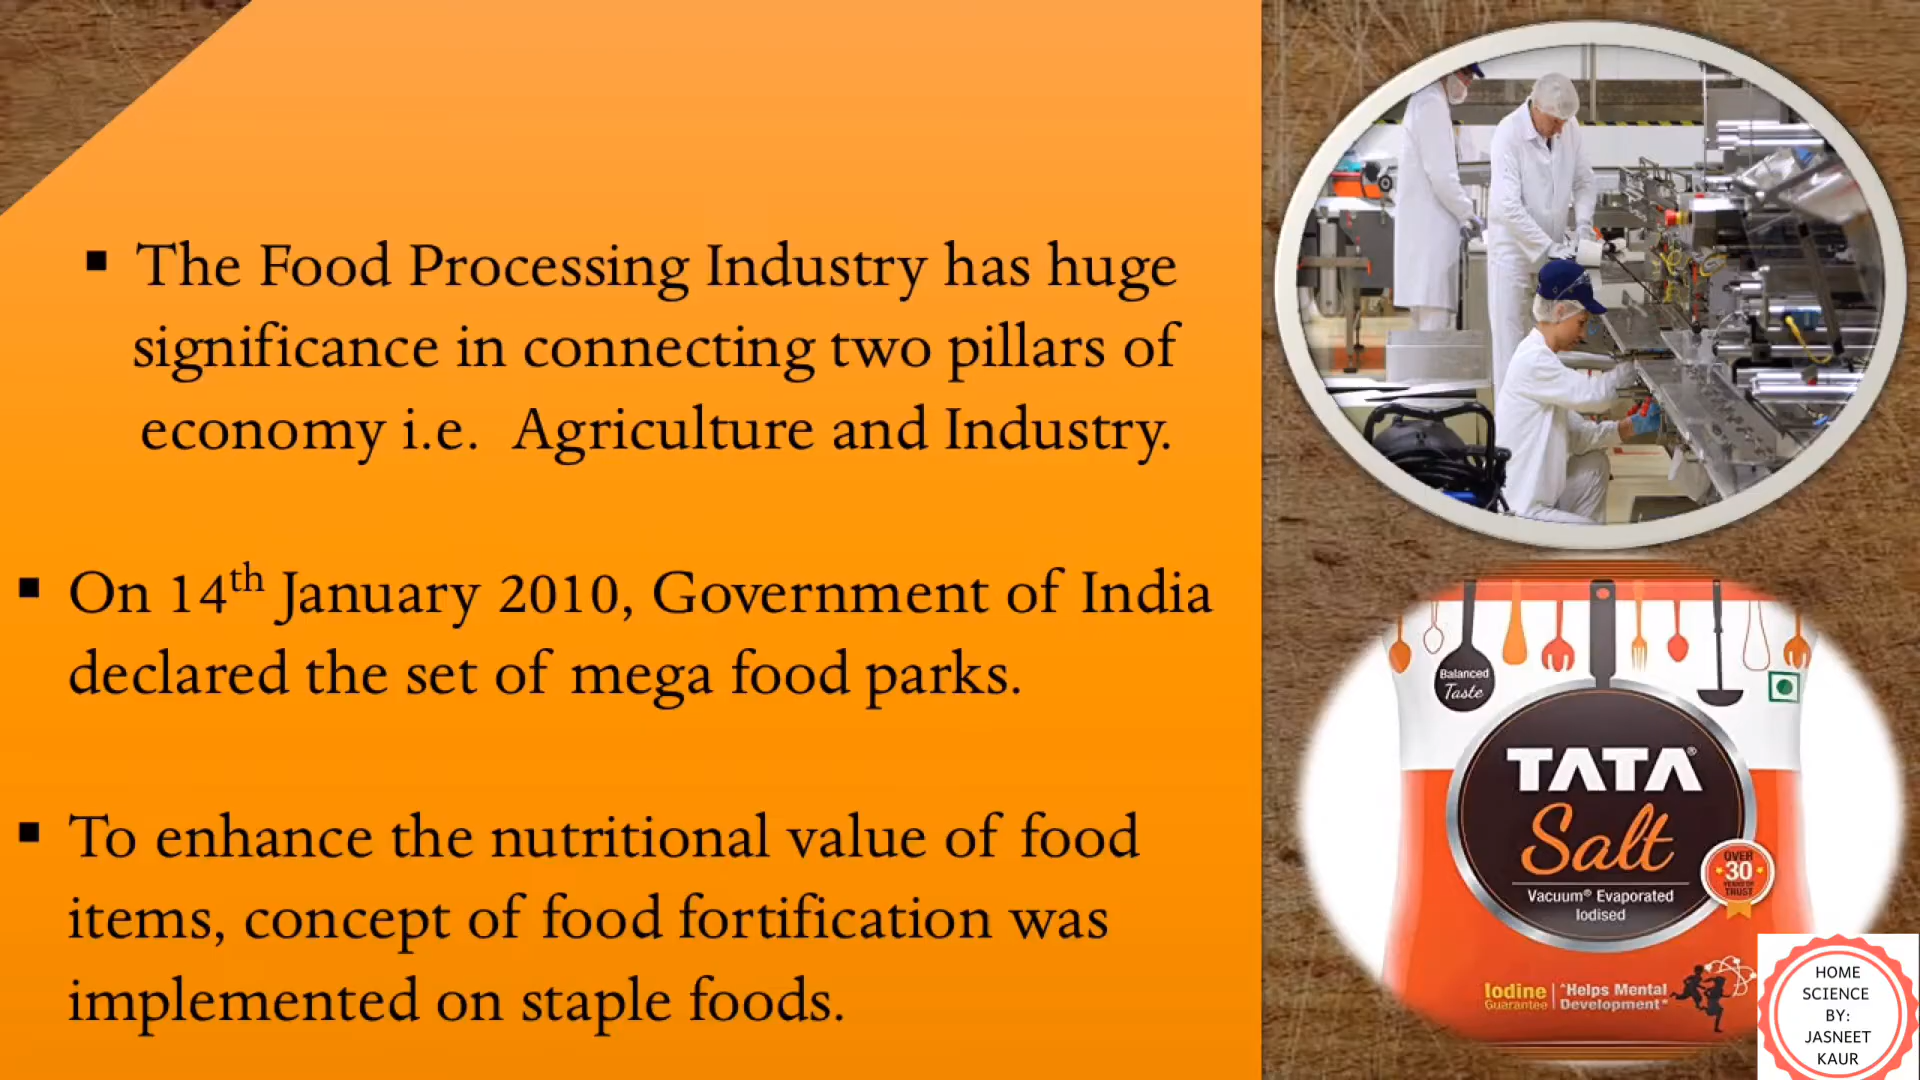 ▪ The Food Processing Industry has huge
significance in connecting two pillars of
economy i.e. Agriculture and Industry.
▪ On 14th January 2010, Government of India
declared the set of mega food parks.
▪ To enhance the nutritional value of food
items, concept of food fortification was
implemented on staple foods.
Balanced
Taste
TATA®
Salt
Vacuum® Evaporated
Iodised
OVER
30
YEARS OF
TRUST
Iodine
Guarantee
"Helps Mental
Development"
HOME
SCIENCE
BY:
JASNEET
KAUR